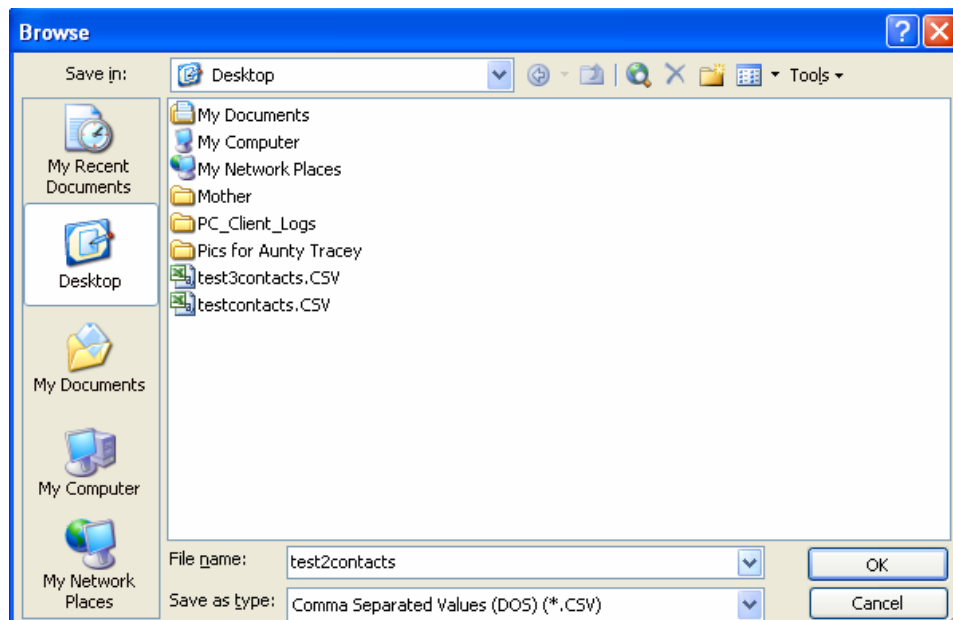 Browse
Save in:
Desktop
Tools
My Recent
Documents
Desktop
My Documents
My Computer
My Network
Places
My Documents
My Computer
My Network Places
Mother
PC_Client_Logs
Pics for Aunty Tracey
test3contacts.CSV
testcontacts.CSV
File name:
test2contacts
OK
Save as type:
Comma Separated Values (DOS) (*.CSV)
Cancel